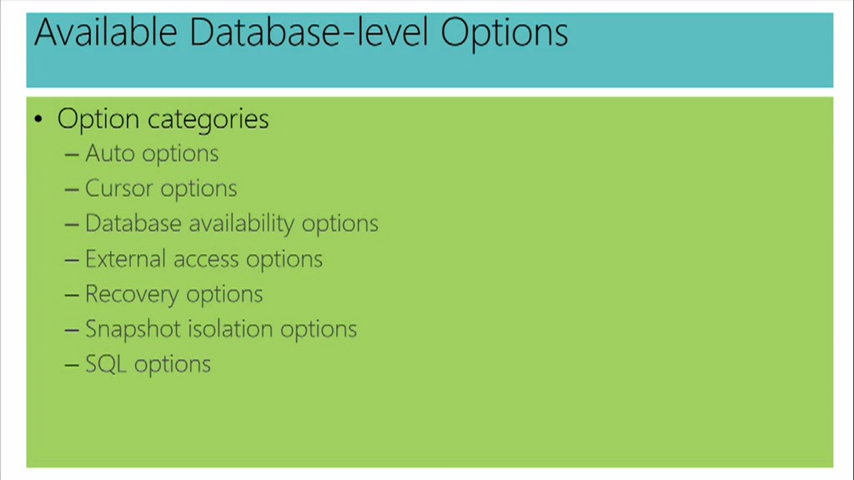 Available Database-level Options
• Option categories
– Auto options
– Cursor options
– Database availability options
– External access options
– Recovery options
– Snapshot isolation options
– SQL options